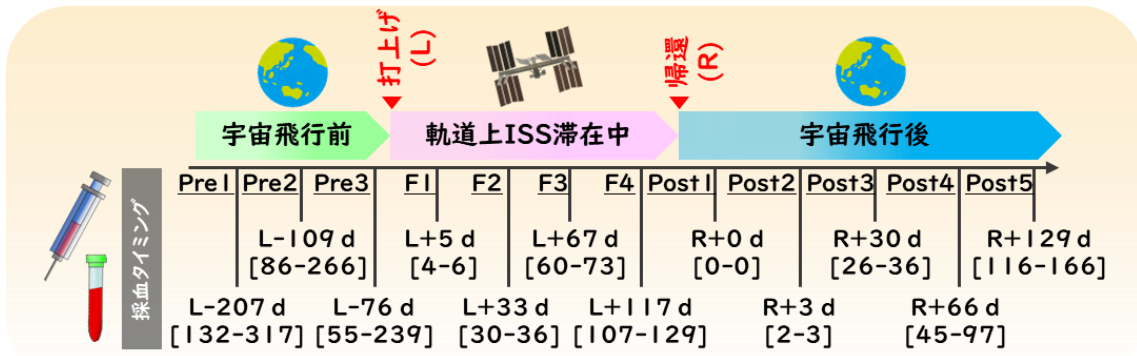 打上げ
(L)
帰還
(R)
宇宙飛行前
軌道上ISS滞在中
宇宙飛行後
採血タイミング
Pre1 Pre2 Pre3 F1 F2 F3 F4 Post1 Post2 Post3 Post4 Post5
L-109 d L+5 d L+67 d R+0 d R+30 d R+129 d
[86-266] [4-6] [60-73] [0-0] [26-36] [116-166]
L-207 d L-76 d L+33 d L+117 d R+3 d R+66 d
[132-317] [55-239] [30-36] [107-129] [2-3] [45-97]